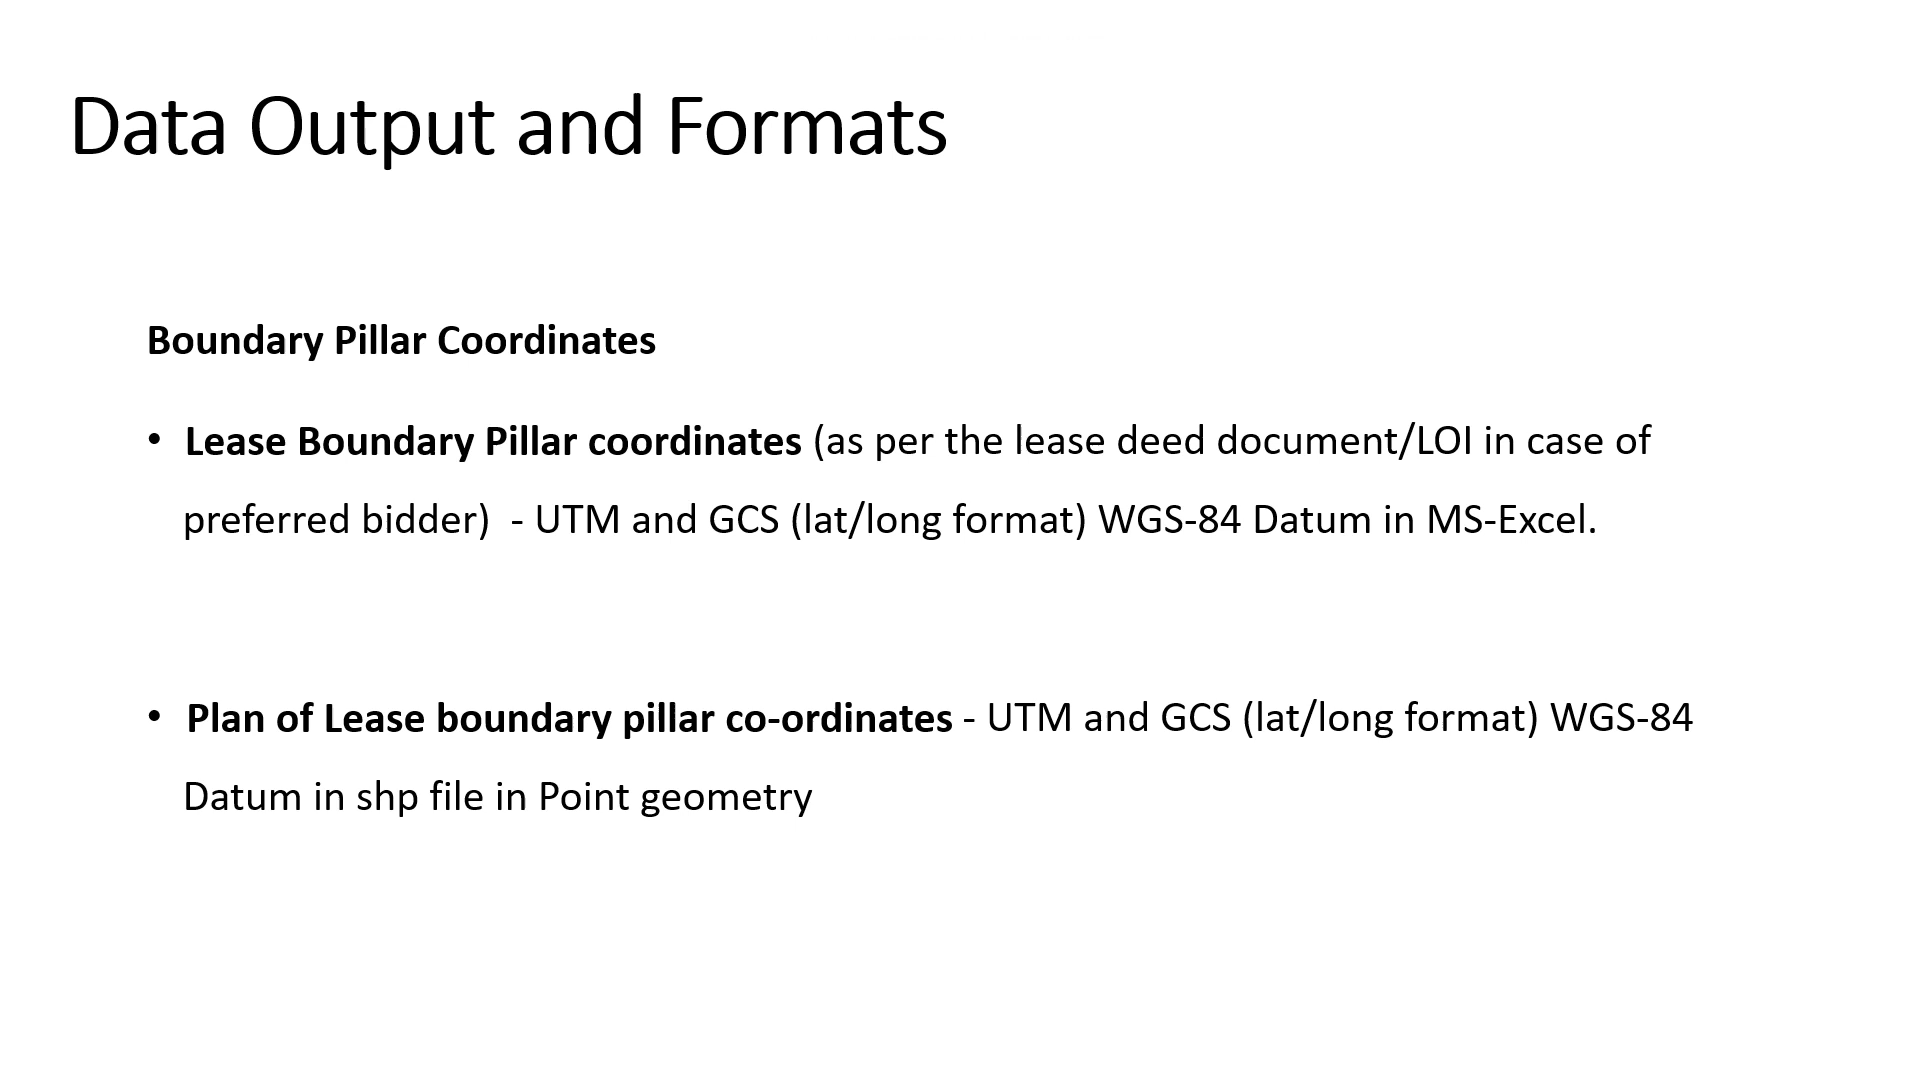 Data Output and Formats
Boundary Pillar Coordinates
• Lease Boundary Pillar coordinates (as per the lease deed document/LOI in case of
preferred bidder)  - UTM and GCS (lat/long format) WGS-84 Datum in MS-Excel.
• Plan of Lease boundary pillar co-ordinates - UTM and GCS (lat/long format) WGS-84
Datum in shp file in Point geometry